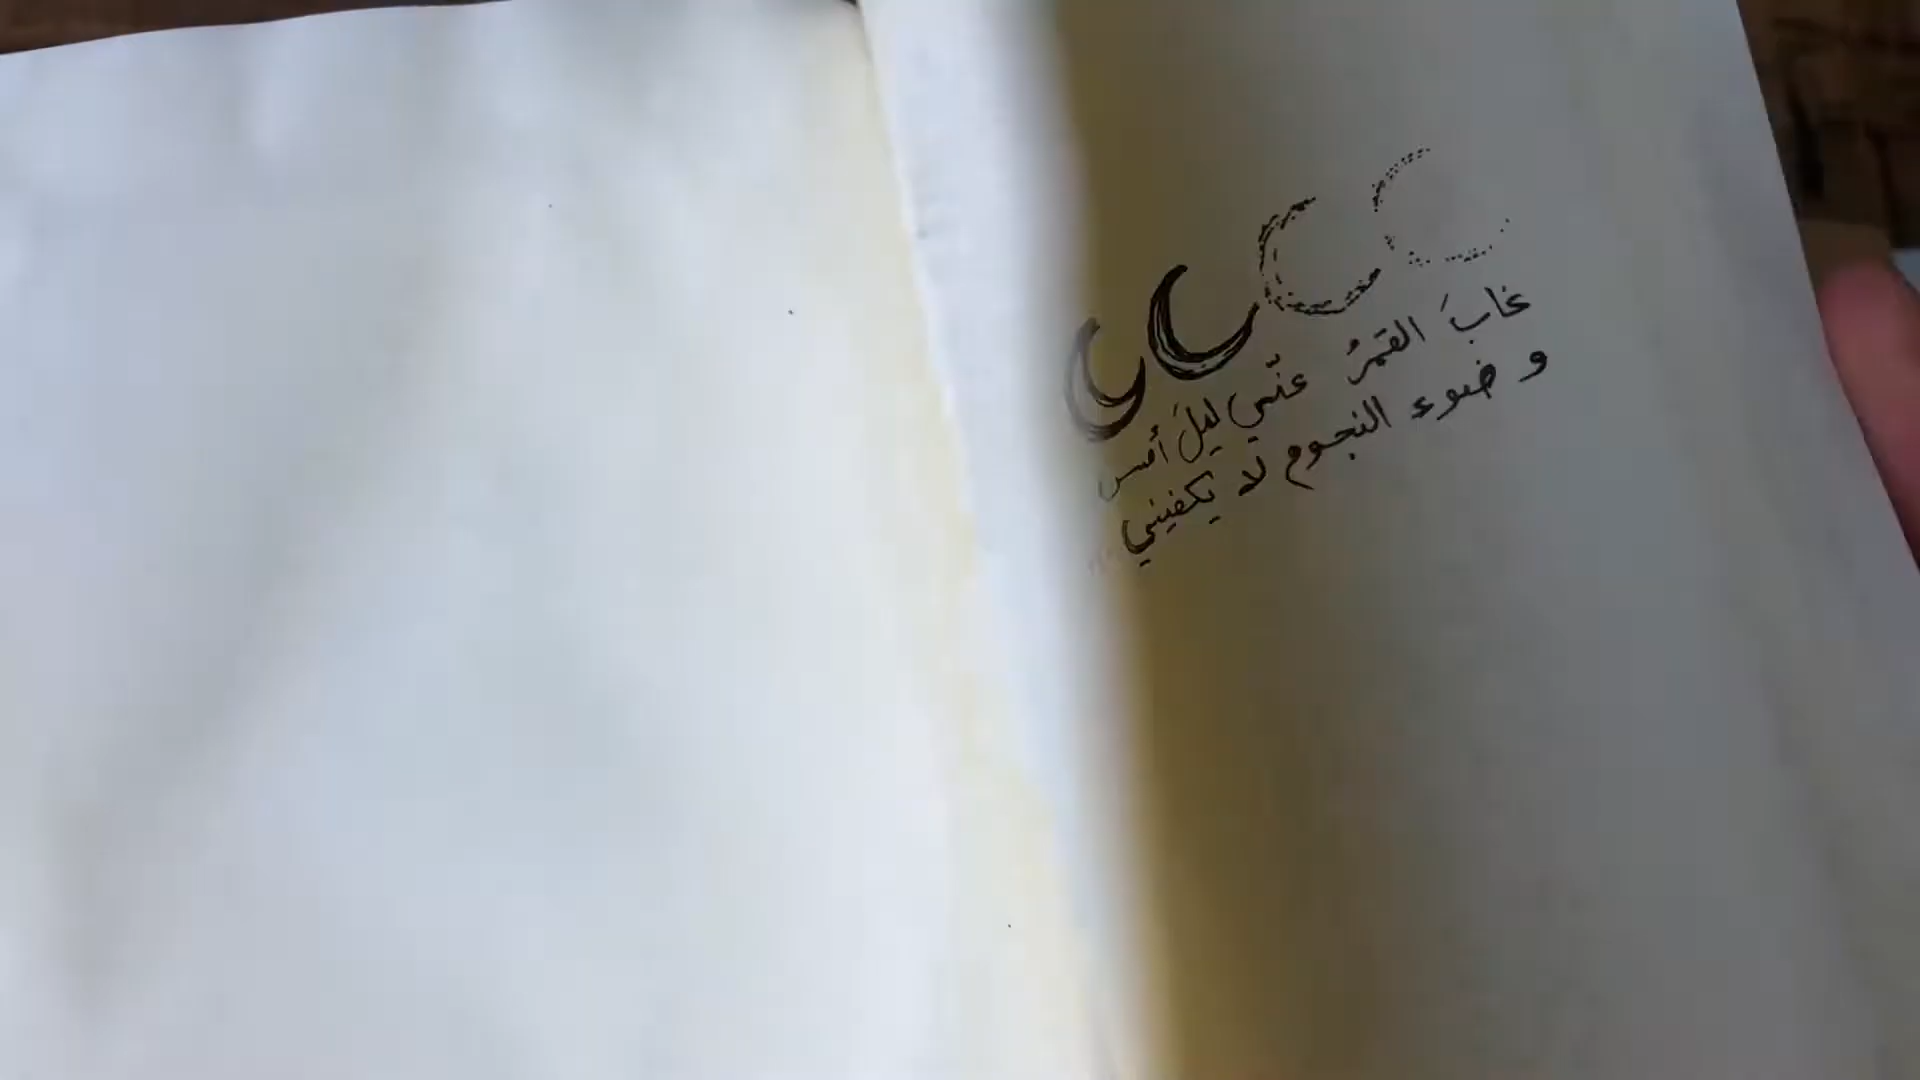 غابَ القمرُ عنّي ليلَ أمس
و ضوء النجوم لا يكفيني